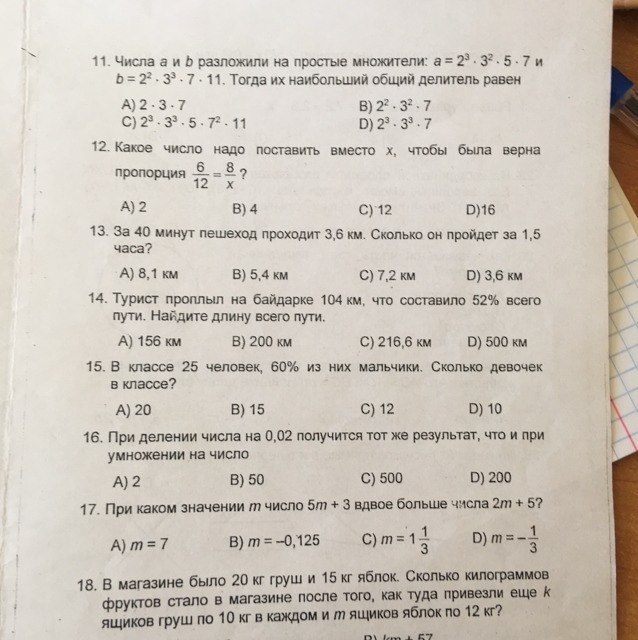 11. Числа a и b разложили на простые множители: a = 2³ · 3² · 5 · 7 и
b = 2² · 3³ · 7 · 11. Тогда их наибольший общий делитель равен
A) 2 · 3 · 7 B) 2² · 3² · 7
C) 2³ · 3³ · 5 · 7² · 11 D) 2³ · 3³ · 7
12. Какое число надо поставить вместо x, чтобы была верна
пропорция 6/12 = 8/x ?
A) 2 B) 4 C) 12 D)16
13. За 40 минут пешеход проходит 3,6 км. Сколько он пройдет за 1,5
часа?
A) 8,1 км B) 5,4 км C) 7,2 км D) 3,6 км
14. Турист проплыл на байдарке 104 км, что составило 52% всего
пути. Найдите длину всего пути.
A) 156 км B) 200 км C) 216,6 км D) 500 км
15. В классе 25 человек, 60% из них мальчики. Сколько девочек
в классе?
A) 20 B) 15 C) 12 D) 10
16. При делении числа на 0,02 получится тот же результат, что и при
умножении на число
A) 2 B) 50 C) 500 D) 200
17. При каком значении m число 5m + 3 вдвое больше числа 2m + 5?
A) m = 7 B) m = –0,125 C) m = 1 1/3 D) m = – 1/3
18. В магазине было 20 кг груш и 15 кг яблок. Сколько килограммов
фруктов стало в магазине после того, как туда привезли еще k
ящиков груш по 10 кг в каждом и m ящиков яблок по 12 кг?